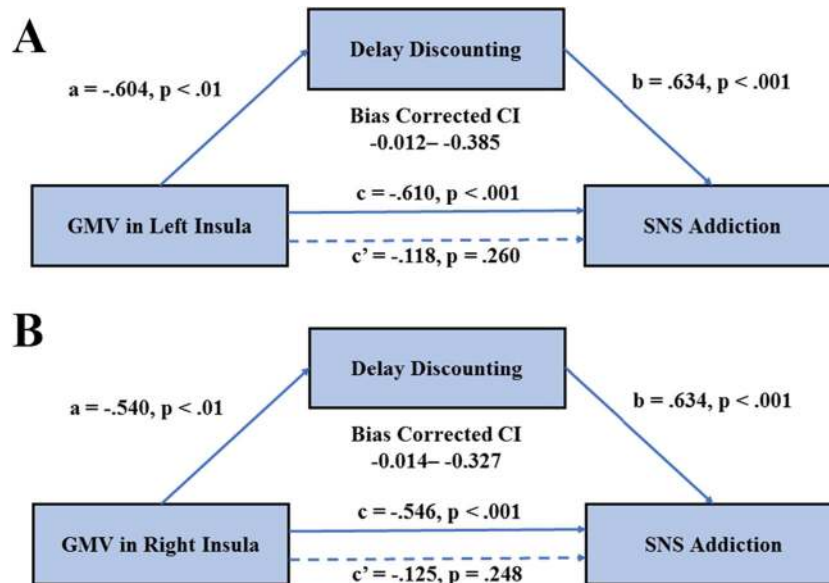 A
Delay Discounting
a = -.604, p < .01
b = .634, p < .001
Bias Corrected CI
-0.012– -0.385
c = -.610, p < .001
GMV in Left Insula
SNS Addiction
c’ = -.118, p = .260
B
Delay Discounting
a = -.540, p < .01
b = .634, p < .001
Bias Corrected CI
-0.014– -0.327
c = -.546, p < .001
GMV in Right Insula
SNS Addiction
c’ = -.125, p = .248